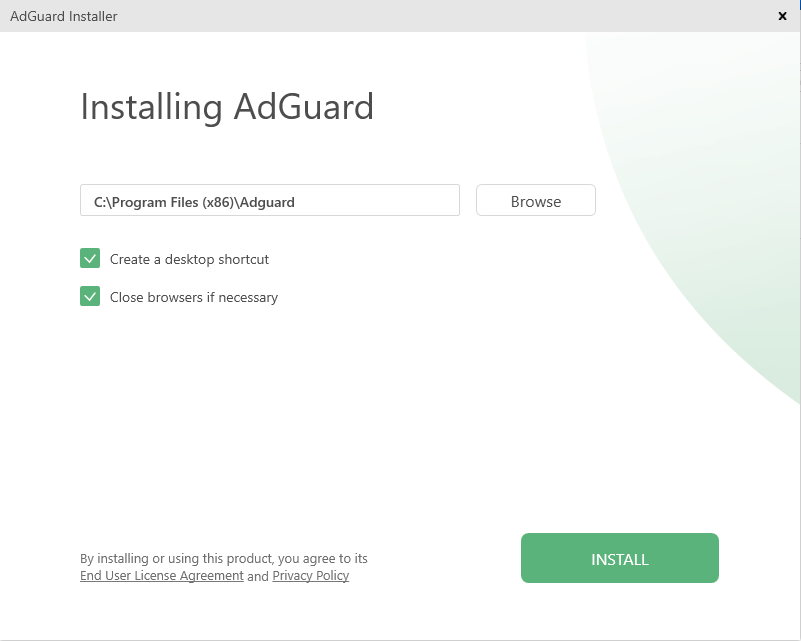 AdGuard Installer
Installing AdGuard
C:\Program Files (x86)\Adguard
Browse
Create a desktop shortcut
Close browsers if necessary
By installing or using this product, you agree to its
End User License Agreement and Privacy Policy
INSTALL